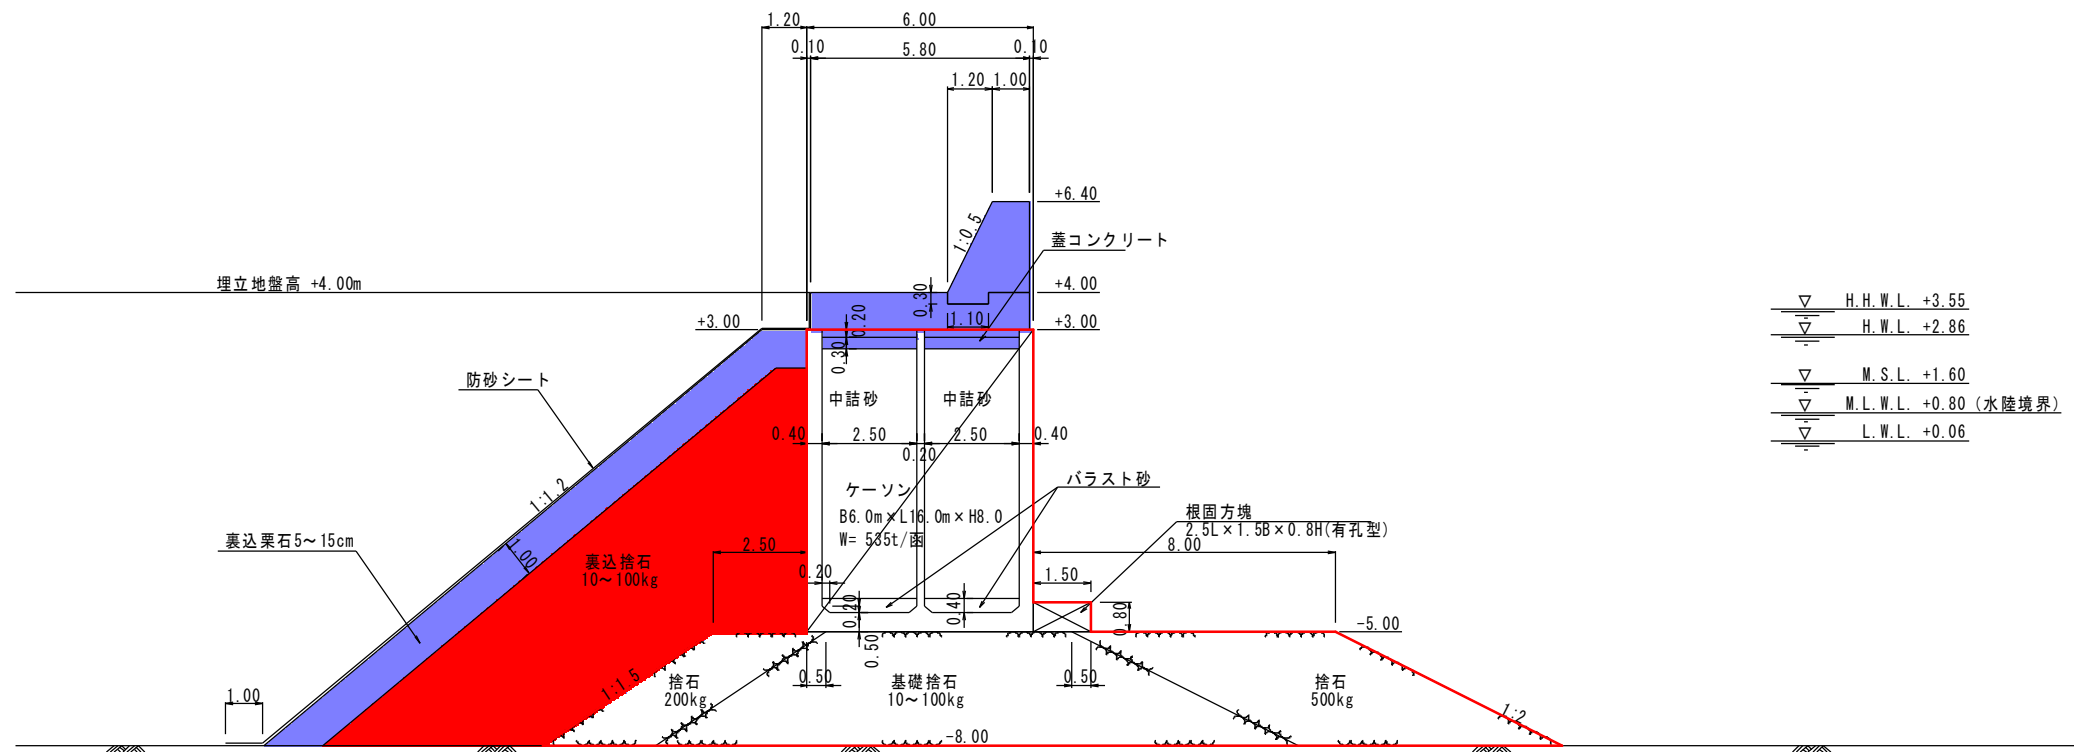 1.20
6.00
0.10
5.80
0.10
1.20
1.00
+6.40
1:0.5
蓋コンクリート
埋立地盤高 +4.00m
0.30
+4.00
H.H.W.L. +3.55
+3.00
0.20
1.10
+3.00
H.W.L. +2.86
0.30
防砂シート
M.S.L. +1.60
中詰砂
中詰砂
M.L.W.L. +0.80 (水陸境界)
0.40
2.50
2.50
0.40
L.W.L. +0.06
0.20
1:1.2
ケーソン
バラスト砂
B6.0m×L16.0m×H8.0
W= 535t/函
根固方塊
2.5L×1.5B×0.8H(有孔型)
裏込栗石5～15cm
1.00
2.50
8.00
裏込捨石
10～100kg
0.20
1.50
0.20
0.40
0.80
-5.00
0.50
1:1.5
0.50
0.50
捨石
200kg
基礎捨石
10～100kg
捨石
500kg
1.00
1:2
-8.00